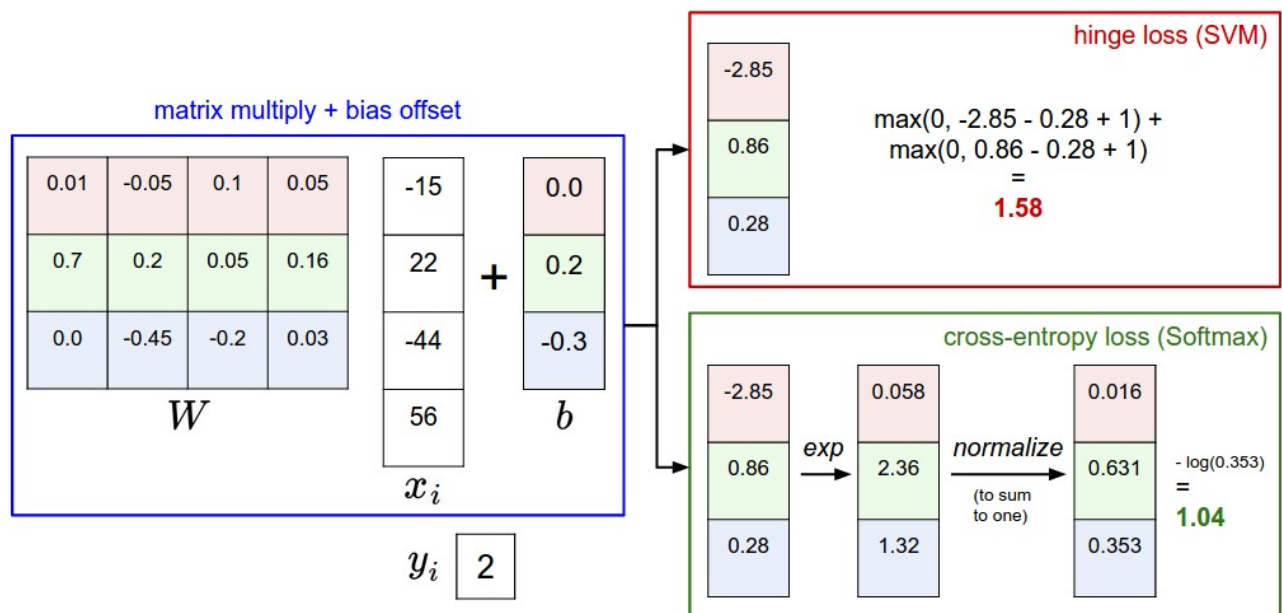 matrix multiply + bias offset
0.01 -0.05 0.1 0.05
0.7 0.2 0.05 0.16
0.0 -0.45 -0.2 0.03
W
-15
22
-44
56
x_i
+
0.0
0.2
-0.3
b
y_i 2
hinge loss (SVM)
-2.85
0.86
0.28
max(0, -2.85 - 0.28 + 1) +
max(0, 0.86 - 0.28 + 1)
=
1.58
cross-entropy loss (Softmax)
-2.85
0.86
0.28
exp
0.058
2.36
1.32
normalize
(to sum
to one)
0.016
0.631
0.353
- log(0.353)
=
1.04